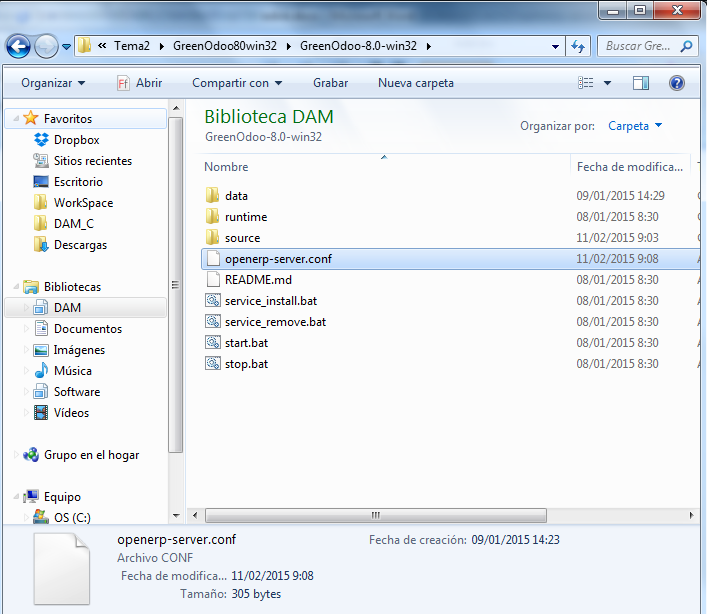 « Tema2 GreenOdoo80win32 GreenOdoo-8.0-win32 Buscar Gre...
Organizar Abrir Compartir con Grabar Nueva carpeta
Favoritos
Dropbox
Sitios recientes
Escritorio
WorkSpace
DAM_C
Descargas
Bibliotecas
DAM
Documentos
Imágenes
Música
Software
Vídeos
Grupo en el hogar
Equipo
OS (C:)
Biblioteca DAM
GreenOdoo-8.0-win32
Organizar por: Carpeta
Nombre Fecha de modifica...
data 09/01/2015 14:29
runtime 08/01/2015 8:30
source 11/02/2015 9:03
openerp-server.conf 11/02/2015 9:08
README.md 08/01/2015 8:30
service_install.bat 08/01/2015 8:30
service_remove.bat 08/01/2015 8:30
start.bat 08/01/2015 8:30
stop.bat 08/01/2015 8:30
openerp-server.conf Fecha de creación: 09/01/2015 14:23
Archivo CONF
Fecha de modifica... 11/02/2015 9:08
Tamaño: 305 bytes